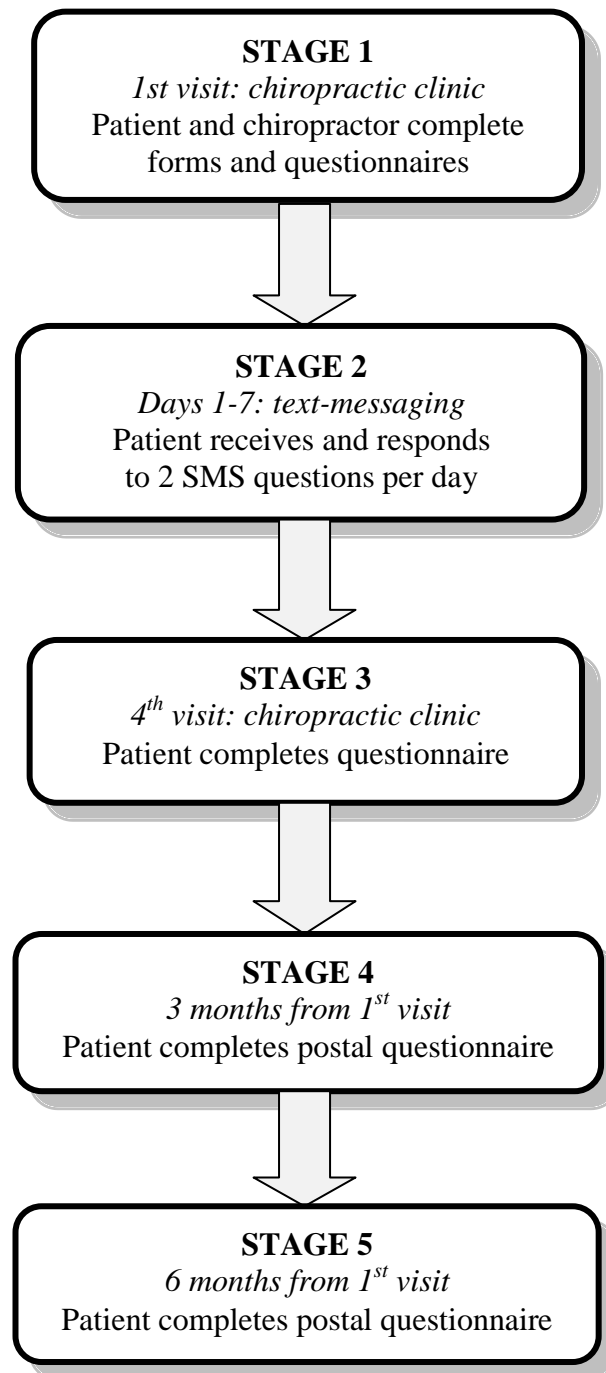 STAGE 1
1st visit: chiropractic clinic
Patient and chiropractor complete
forms and questionnaires
STAGE 2
Days 1-7: text-messaging
Patient receives and responds
to 2 SMS questions per day
STAGE 3
4th visit: chiropractic clinic
Patient completes questionnaire
STAGE 4
3 months from 1st visit
Patient completes postal questionnaire
STAGE 5
6 months from 1st visit
Patient completes postal questionnaire